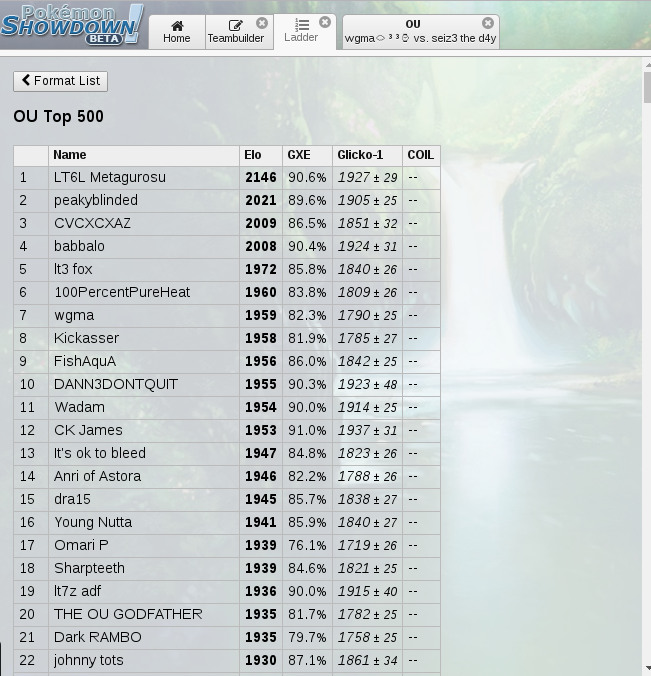 Pokémon
SHOWDOWN!
BETA
Home
Teambuilder
Ladder
OU
wgma vs. seiz3 the d4y
Format List
OU Top 500
Name Elo GXE Glicko-1 COIL
1 LT6L Metagurosu 2146 90.6% 1927 ± 29 --
2 peakyblinded 2021 89.6% 1905 ± 25 --
3 CVCXCXAZ 2009 86.5% 1851 ± 32 --
4 babbalo 2008 90.4% 1924 ± 31 --
5 lt3 fox 1972 85.8% 1840 ± 26 --
6 100PercentPureHeat 1960 83.8% 1809 ± 26 --
7 wgma 1959 82.3% 1790 ± 25 --
8 Kickasser 1958 81.9% 1785 ± 27 --
9 FishAquA 1956 86.0% 1842 ± 25 --
10 DANN3DONTQUIT 1955 90.3% 1923 ± 48 --
11 Wadam 1954 90.0% 1914 ± 25 --
12 CK James 1953 91.0% 1937 ± 31 --
13 It's ok to bleed 1947 84.8% 1823 ± 26 --
14 Anri of Astora 1946 82.2% 1788 ± 26 --
15 dra15 1945 85.7% 1838 ± 27 --
16 Young Nutta 1941 85.9% 1840 ± 27 --
17 Omari P 1939 76.1% 1719 ± 26 --
18 Sharpteeth 1939 84.6% 1821 ± 25 --
19 lt7z adf 1936 90.0% 1915 ± 40 --
20 THE OU GODFATHER 1935 81.7% 1782 ± 25 --
21 Dark RAMBO 1935 79.7% 1758 ± 25 --
22 johnny tots 1930 87.1% 1861 ± 34 --